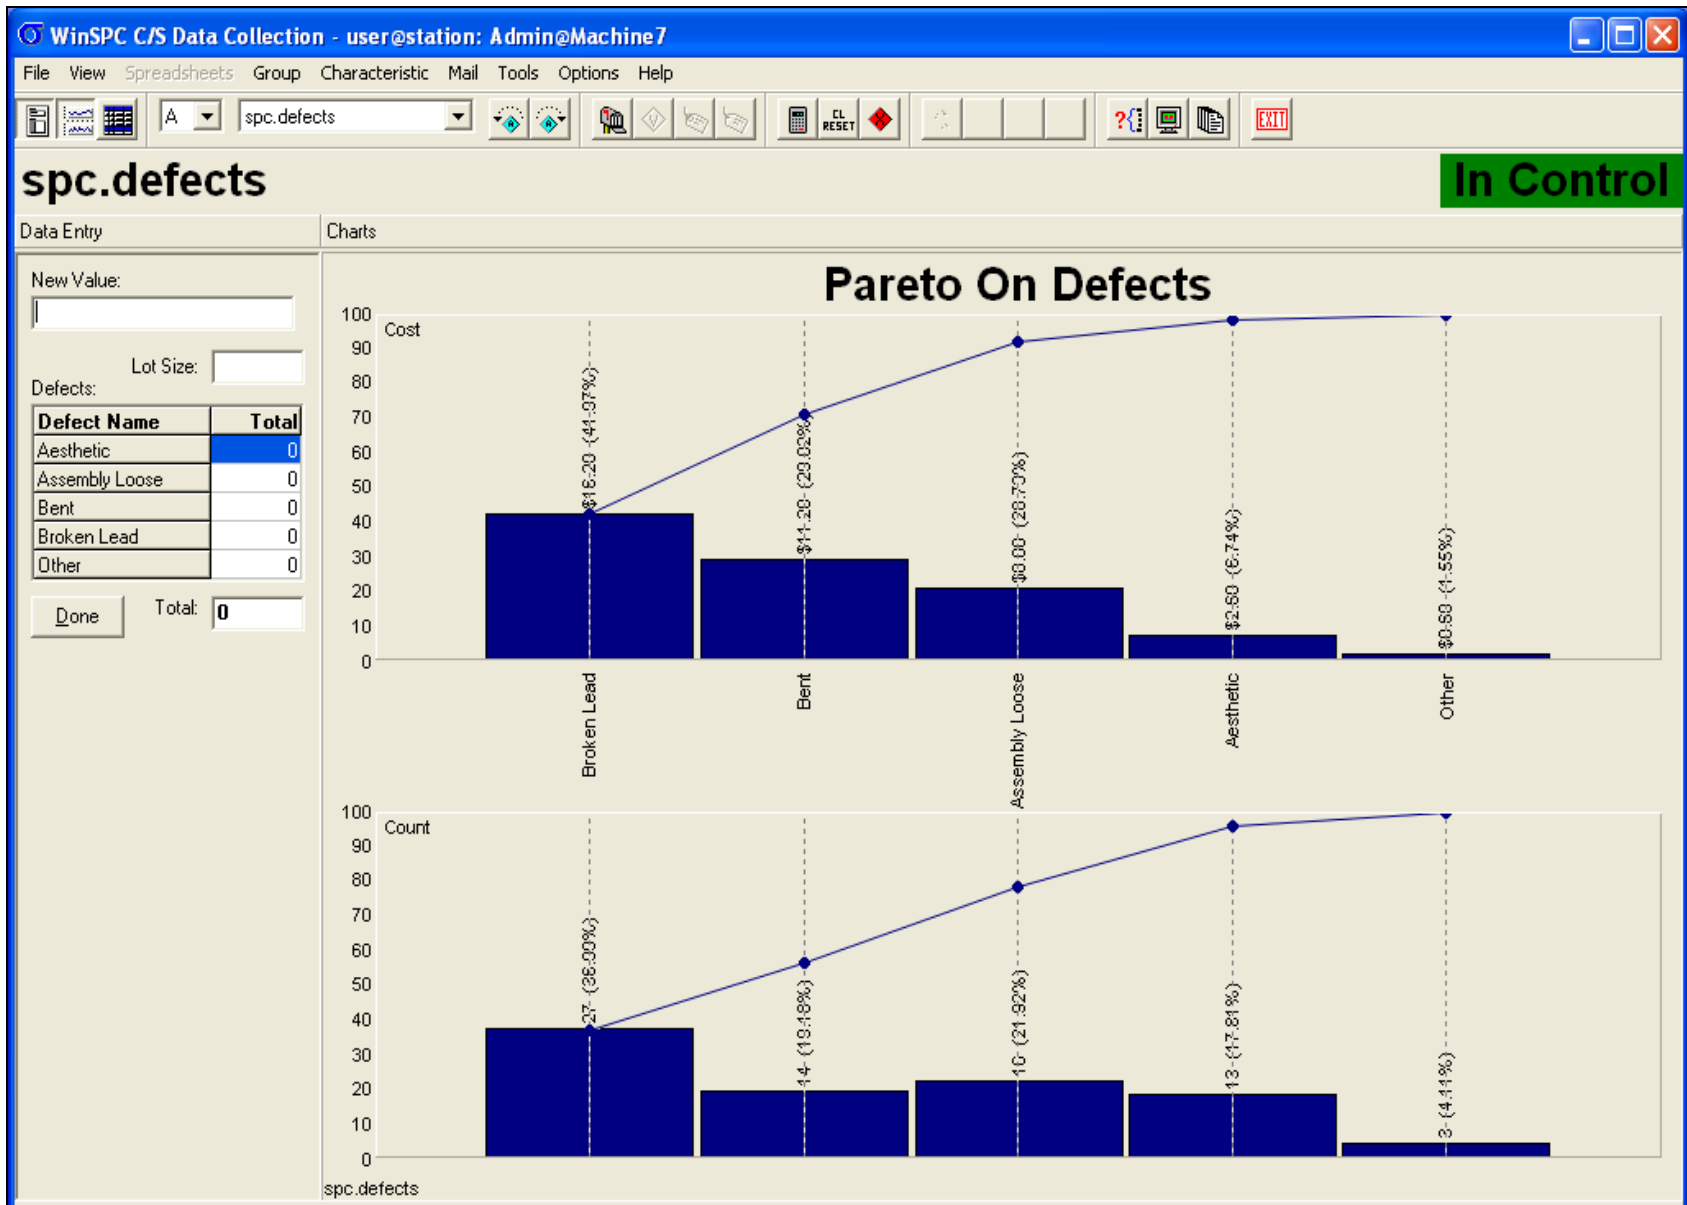 WinSPC C/S Data Collection - user@station: Admin@Machine7
File View Spreadsheets Group Characteristic Mail Tools Options Help
A spc.defects CL RESET EXIT
spc.defects In Control
Data Entry Charts
New Value:
Lot Size:
Defects:
Defect Name Total
Aesthetic 0
Assembly Loose 0
Bent 0
Broken Lead 0
Other 0
Done Total: 0
Pareto On Defects
Cost
100
90
80
70
60
50
40
30
20
10
0
$16.20 (41.97%)
$11.20 (29.02%)
$2.60 (6.74%)
$0.60 (1.55%)
Broken Lead
Bent
Assembly Loose
Aesthetic
Other
Count
100
90
80
70
60
50
40
30
20
10
0
27 (36.99%)
14 (19.18%)
16 (21.92%)
13 (17.81%)
3 (4.11%)
spc.defects